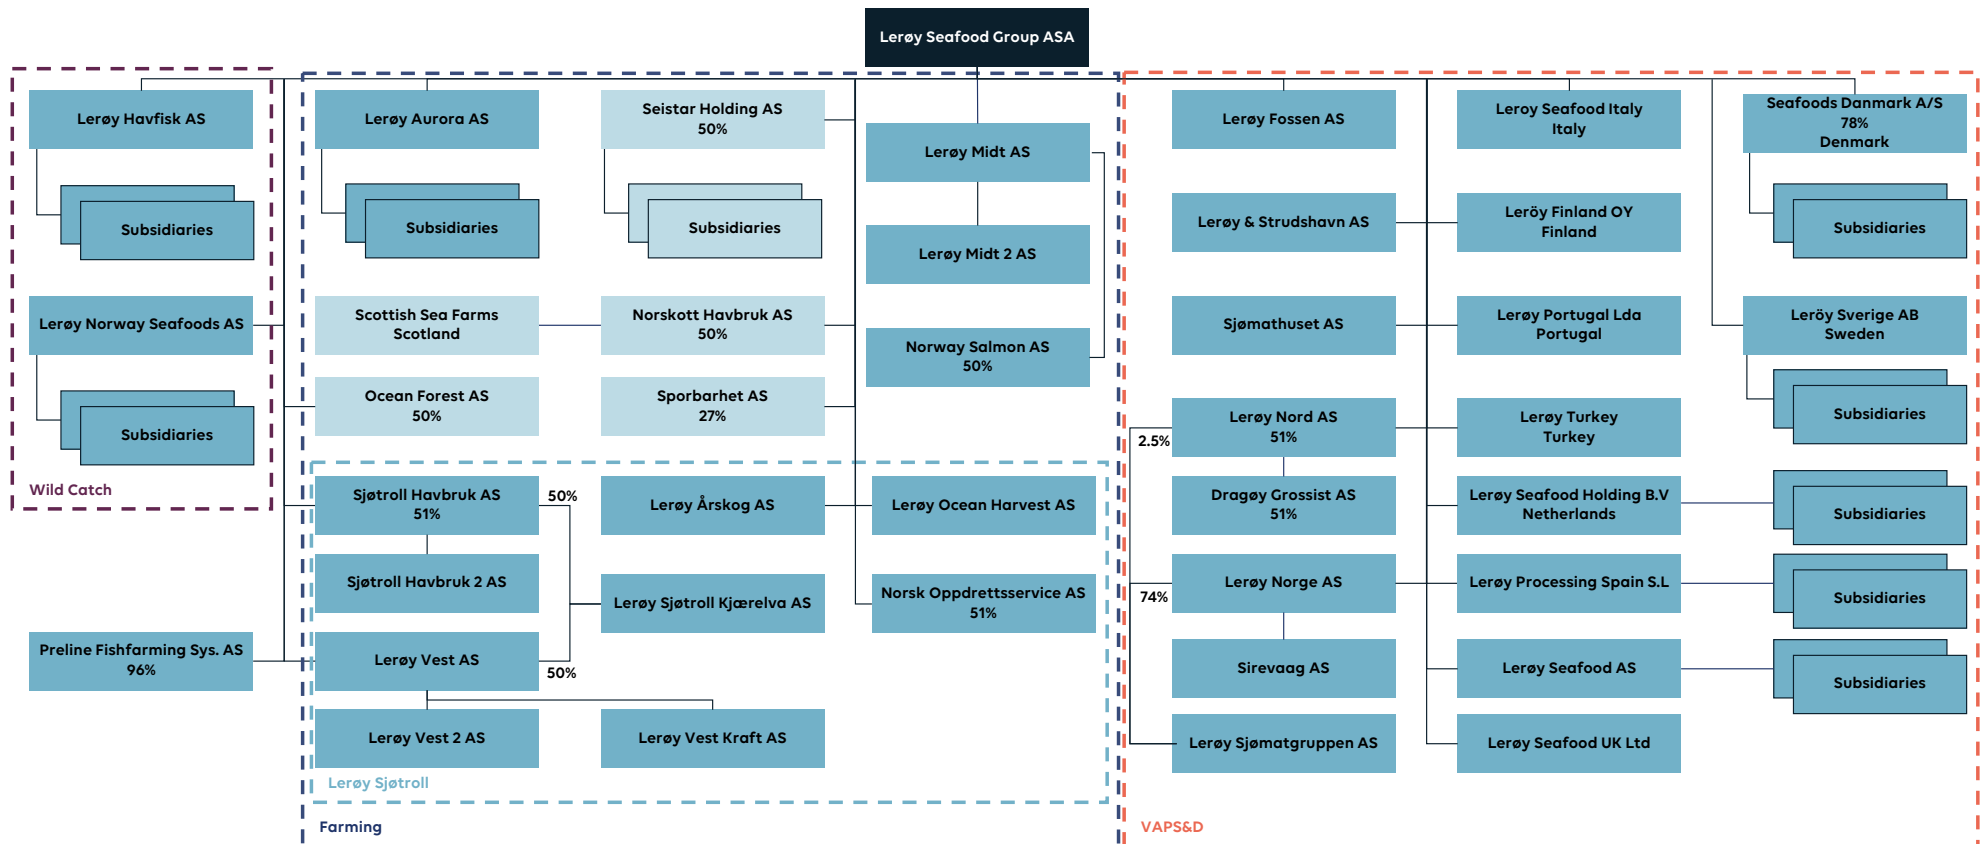 Lerøy Seafood Group ASA
Lerøy Havfisk AS
Subsidiaries
Lerøy Norway Seafoods AS
Subsidiaries
Wild Catch
Preline Fishfarming Sys. AS
96%
Lerøy Aurora AS
Subsidiaries
Seistar Holding AS
50%
Subsidiaries
Scottish Sea Farms
Scotland
Norskott Havbruk AS
50%
Ocean Forest AS
50%
Sporbarhet AS
27%
Lerøy Midt AS
Lerøy Midt 2 AS
Norway Salmon AS
50%
Sjøtroll Havbruk AS
51%
50%
Sjøtroll Havbruk 2 AS
Lerøy Vest AS
50%
Lerøy Vest 2 AS
Lerøy Vest Kraft AS
Lerøy Årskog AS
Lerøy Sjøtroll Kjærelva AS
Lerøy Ocean Harvest AS
Norsk Oppdrettsservice AS
51%
Lerøy Sjøtroll
Farming
Lerøy Fossen AS
Lerøy & Strudshavn AS
Sjømathuset AS
Lerøy Nord AS
51%
2.5%
Dragøy Grossist AS
51%
Lerøy Norge AS
74%
Sirevaag AS
Lerøy Sjømatgruppen AS
Leroy Seafood Italy
Italy
Leröy Finland OY
Finland
Lerøy Portugal Lda
Portugal
Lerøy Turkey
Turkey
Lerøy Seafood Holding B.V
Netherlands
Lerøy Processing Spain S.L
Lerøy Seafood AS
Lerøy Seafood UK Ltd
Seafoods Danmark A/S
78%
Denmark
Subsidiaries
Leröy Sverige AB
Sweden
Subsidiaries
Subsidiaries
Subsidiaries
Subsidiaries
VAPS&D